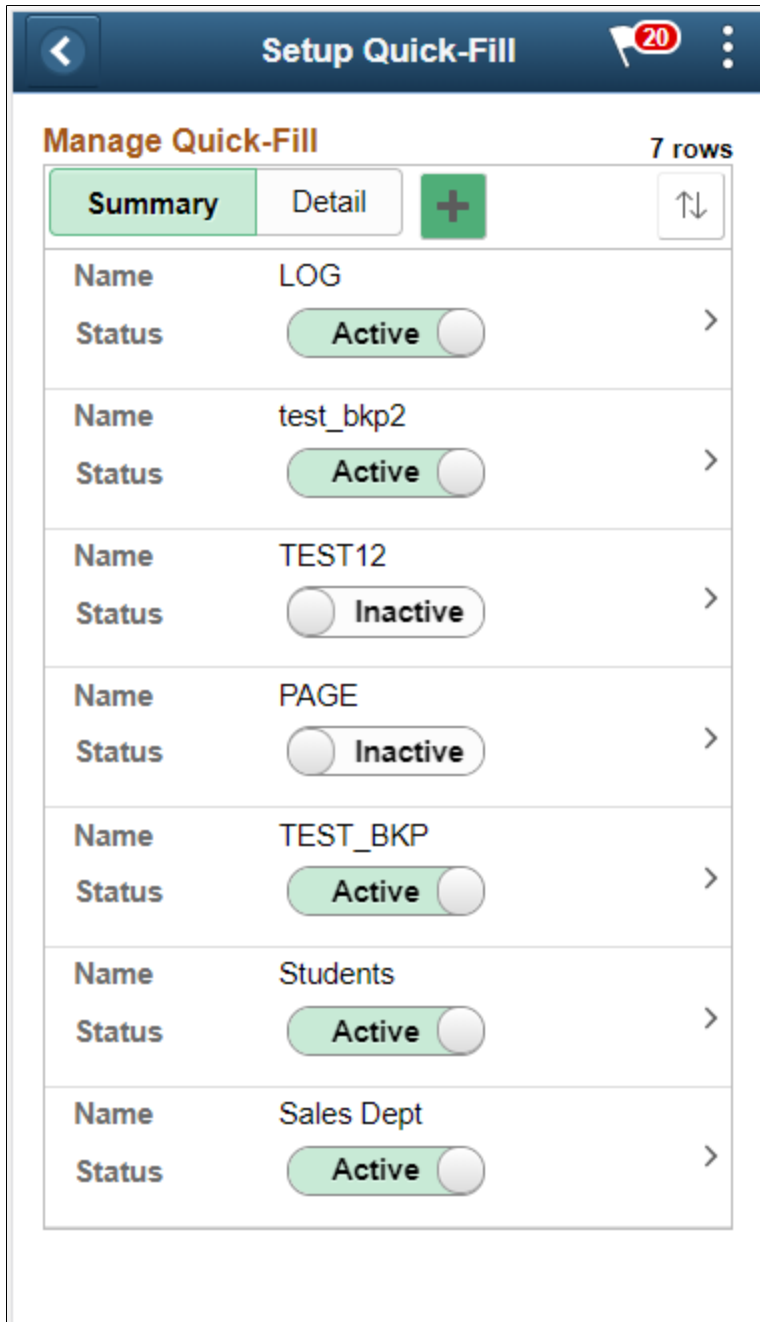 Setup Quick-Fill 20
Manage Quick-Fill 7 rows
Summary Detail
Name LOG
Status Active
Name test_bkp2
Status Active
Name TEST12
Status Inactive
Name PAGE
Status Inactive
Name TEST_BKP
Status Active
Name Students
Status Active
Name Sales Dept
Status Active